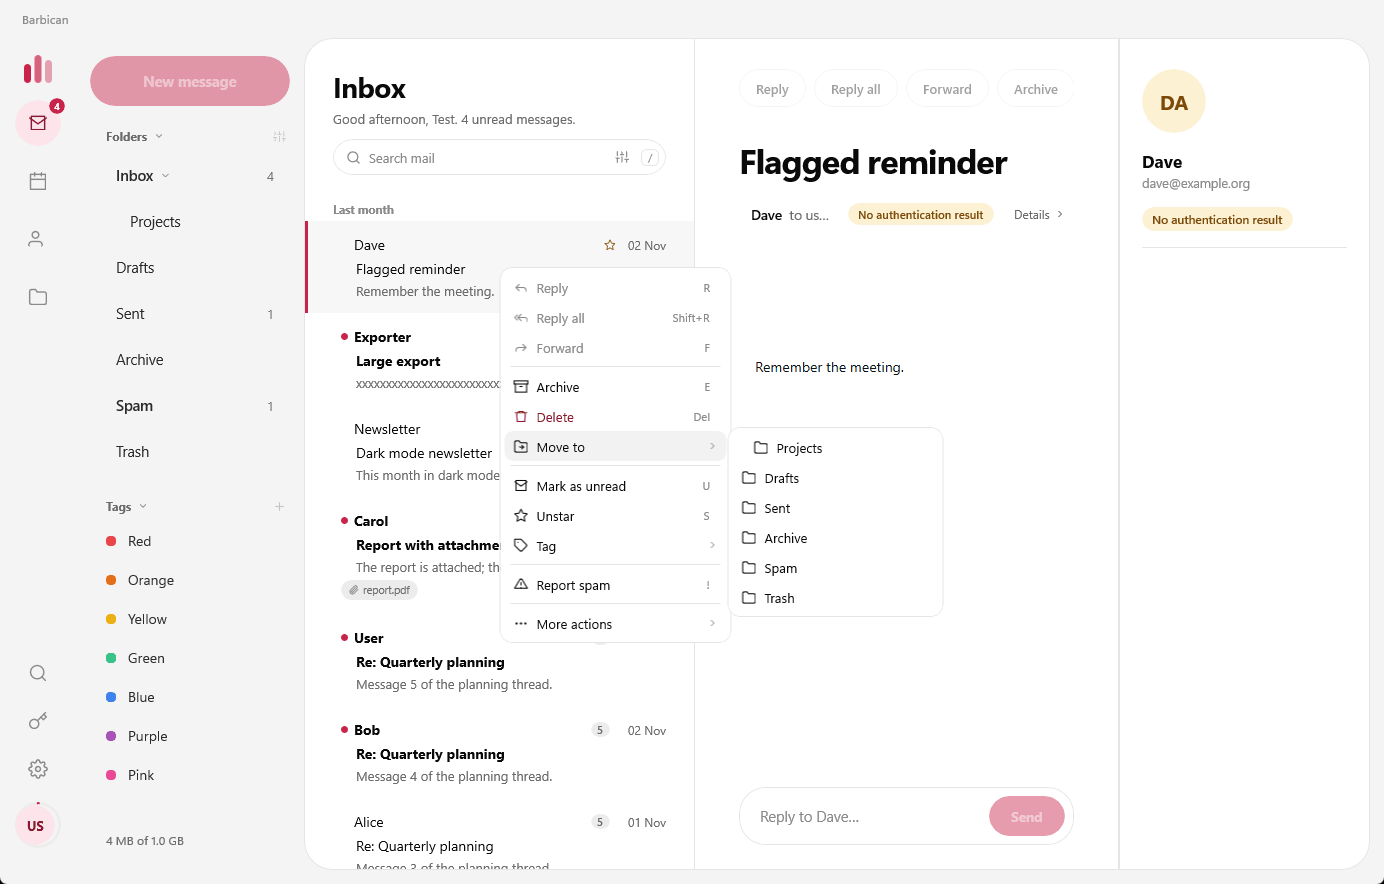 Barbican
4
US
New message
Folders
Inbox 4
Projects
Drafts
Sent 1
Archive
Spam 1
Trash
Tags
Red
Orange
Yellow
Green
Blue
Purple
Pink
4 MB of 1.0 GB
Inbox
Good afternoon, Test. 4 unread messages.
Search mail /
Last month
Dave 02 Nov
Flagged reminder
Remember the meeting.
Exporter
Large export
Newsletter
Dark mode newsletter
This month in dark mode
Carol
Report with attachme
The report is attached; th
report.pdf
User
Re: Quarterly planning
Message 5 of the planning thread.
Bob 5 02 Nov
Re: Quarterly planning
Message 4 of the planning thread.
Alice 5 01 Nov
Re: Quarterly planning
Message 3 of the planning thread.
Reply R
Reply all Shift+R
Forward F
Archive E
Delete Del
Move to
Mark as unread U
Unstar S
Tag
Report spam !
More actions
Projects
Drafts
Sent
Archive
Spam
Trash
Reply Reply all Forward Archive
Flagged reminder
Dave to us... No authentication result Details
Remember the meeting.
Reply to Dave... Send
DA
Dave
dave@example.org
No authentication result